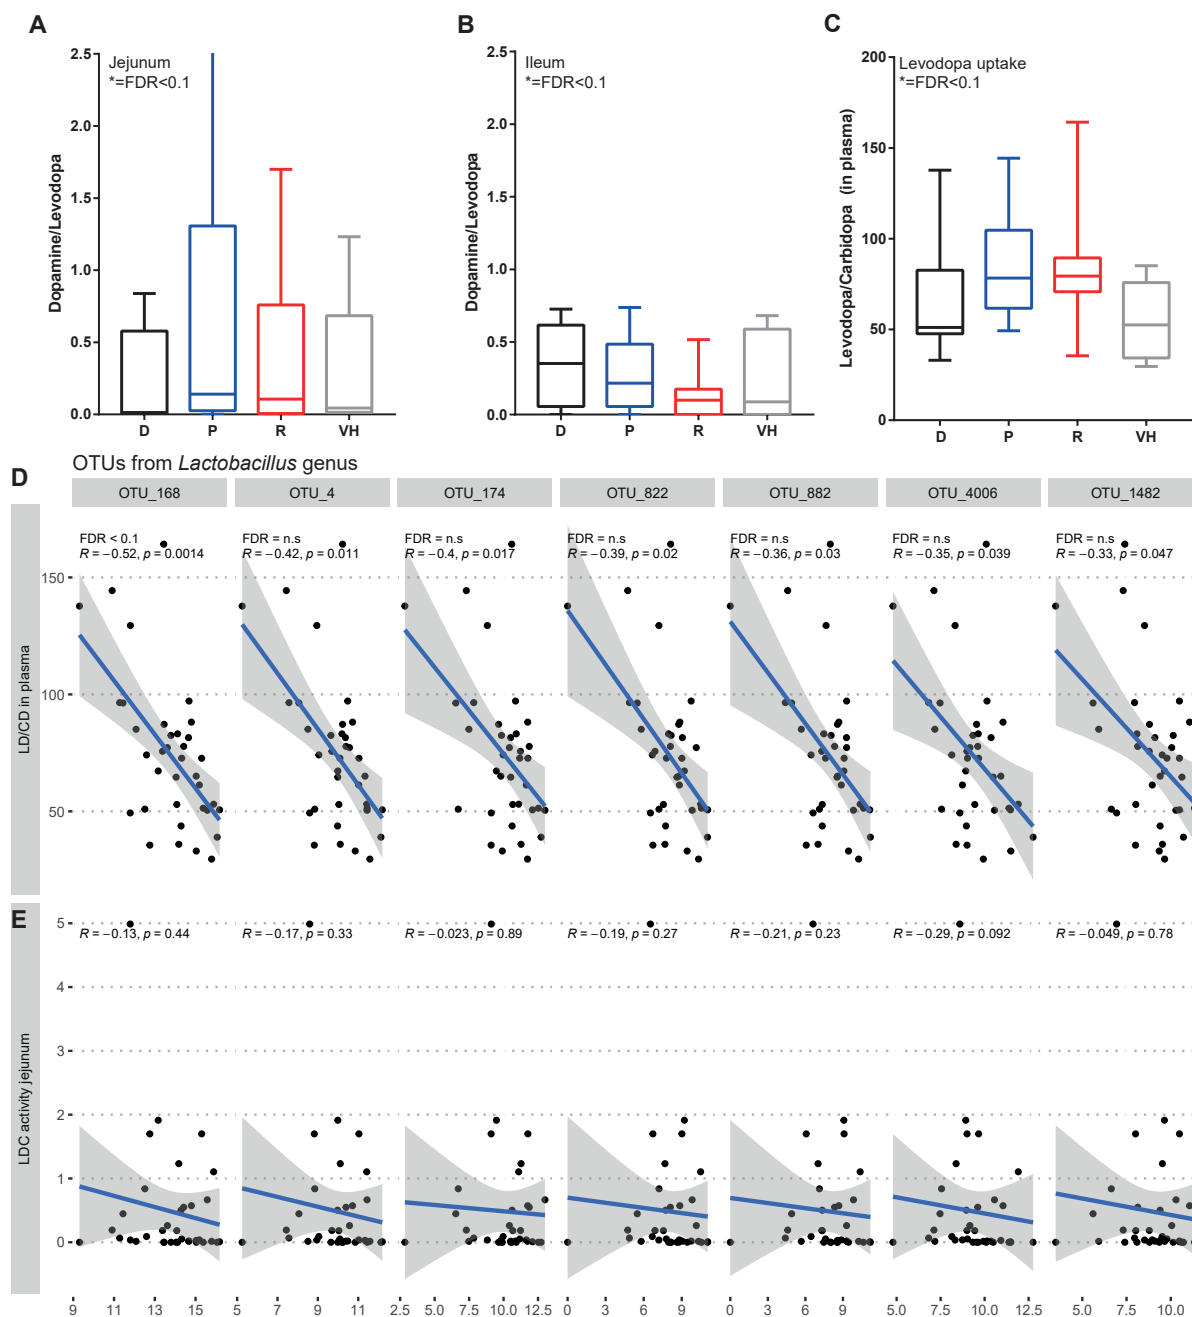 A
Jejunum
*=FDR<0.1
Dopamine/Levodopa
2.5
2.0
1.5
1.0
0.5
0.0
D P R VH
B
Ileum
*=FDR<0.1
Dopamine/Levodopa
2.5
2.0
1.5
1.0
0.5
0.0
D P R VH
C
Levodopa uptake
*=FDR<0.1
Levodopa/Carbidopa (in plasma)
200
150
100
50
0
D P R VH
D
OTUs from Lactobacillus genus
OTU_168 OTU_4 OTU_174 OTU_822 OTU_882 OTU_4006 OTU_1482
FDR < 0.1 FDR = n.s FDR = n.s FDR = n.s FDR = n.s FDR = n.s FDR = n.s
R = −0.52, p = 0.0014 R = −0.42, p = 0.011 R = −0.4, p = 0.017 R = −0.39, p = 0.02 R = −0.36, p = 0.03 R = −0.35, p = 0.039 R = −0.33, p = 0.047
LD/CD in plasma
150
100
50
E
R = −0.13, p = 0.44 R = −0.17, p = 0.33 R = −0.023, p = 0.89 R = −0.19, p = 0.27 R = −0.21, p = 0.23 R = −0.29, p = 0.092 R = −0.049, p = 0.78
LDC activity jejunum
5
4
3
2
1
0
9 11 13 15 5 7 9 11 2.5 5.0 7.5 10.0 12.5 0 3 6 9 0 3 6 9 5.0 7.5 10.0 12.5 5.0 7.5 10.0